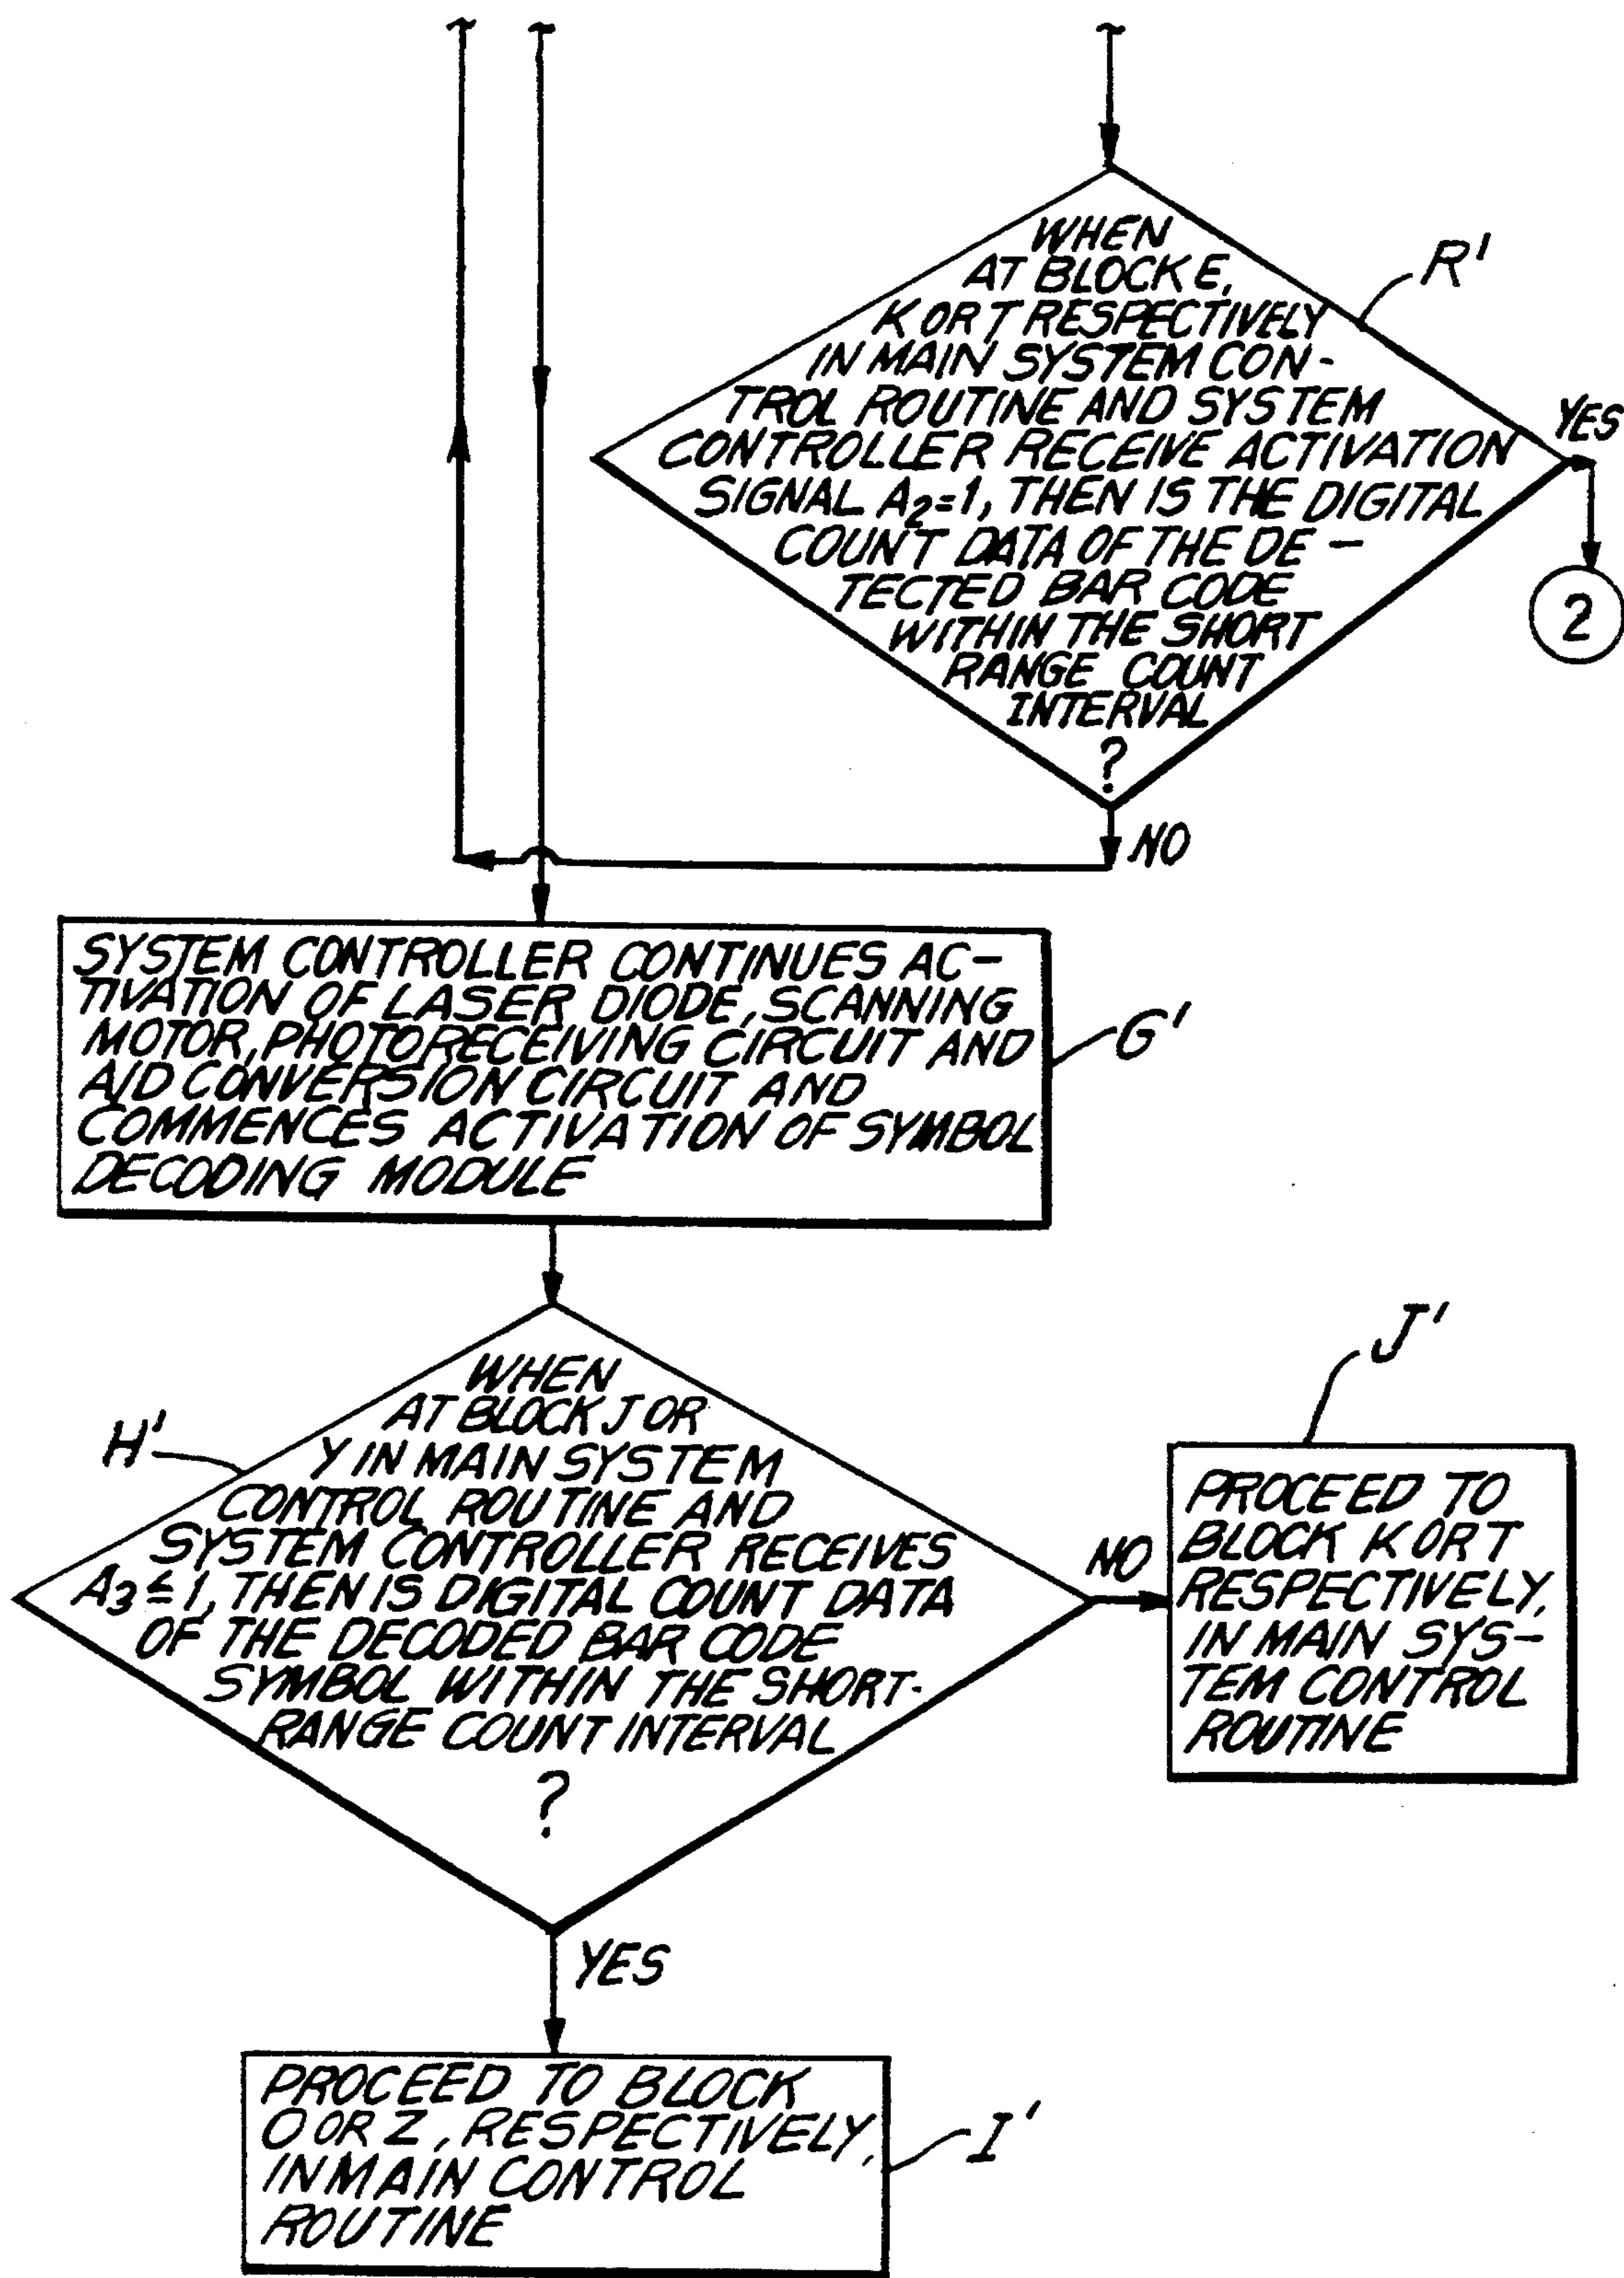 WHEN
AT BLOCK E,
K OR T RESPECTIVELY
IN MAIN SYSTEM CON-
TROL ROUTINE AND SYSTEM
CONTROLLER RECEIVE ACTIVATION
SIGNAL A2=1, THEN IS THE DIGITAL
COUNT DATA OF THE DE-
TECTED BAR CODE
WITHIN THE SHORT
RANGE COUNT
INTERVAL
?
R'
YES
2
NO
SYSTEM CONTROLLER CONTINUES AC-
TIVATION OF LASER DIODE, SCANNING
MOTOR, PHOTORECEIVING CIRCUIT AND
A/D CONVERSION CIRCUIT AND
COMMENCES ACTIVATION OF SYMBOL
DECODING MODULE
G'
WHEN
AT BLOCK J OR
Y IN MAIN SYSTEM
CONTROL ROUTINE AND
SYSTEM CONTROLLER RECEIVES
A3≤1, THEN IS DIGITAL COUNT DATA
OF THE DECODED BAR CODE
SYMBOL WITHIN THE SHORT-
RANGE COUNT INTERVAL
?
H'
NO
J'
PROCEED TO
BLOCK K OR T
RESPECTIVELY,
IN MAIN SYS-
TEM CONTROL
ROUTINE
YES
PROCEED TO BLOCK
O OR Z, RESPECTIVELY,
IN MAIN CONTROL
ROUTINE
I'